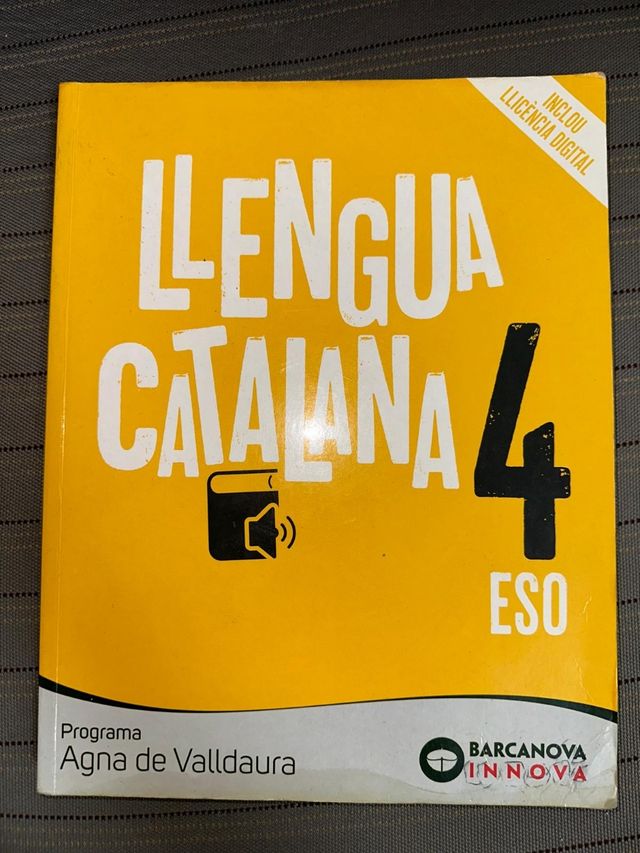 INCLOU
LLICÈNCIA DIGITAL
LLENGUA
CATALANA 4
ESO
Programa
Agna de Valldaura
BARCANOVA
INNOVA